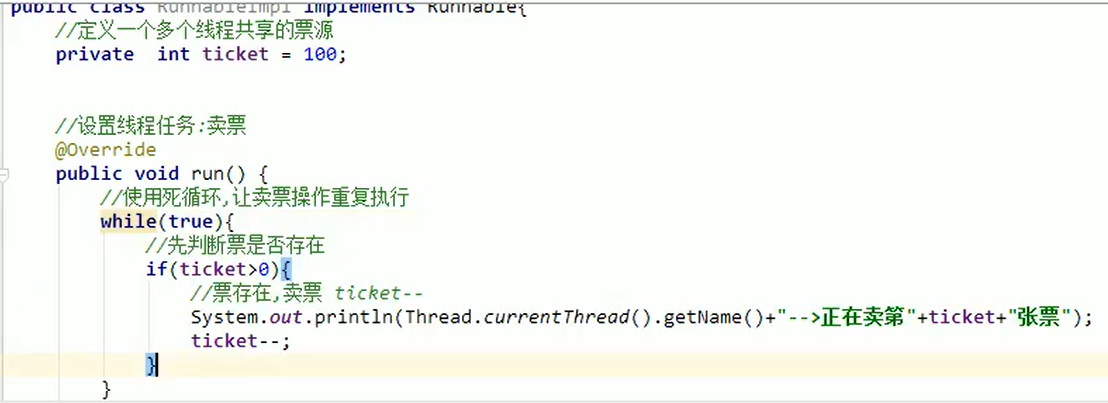 public class RunnableImpl implements Runnable{
//定义一个多个线程共享的票源
private  int ticket = 100;
//设置线程任务:卖票
@Override
public void run() {
//使用死循环,让卖票操作重复执行
while(true){
//先判断票是否存在
if(ticket>0){
//票存在,卖票 ticket--
System.out.println(Thread.currentThread().getName()+"-->正在卖第"+ticket+"张票");
ticket--;
}
}